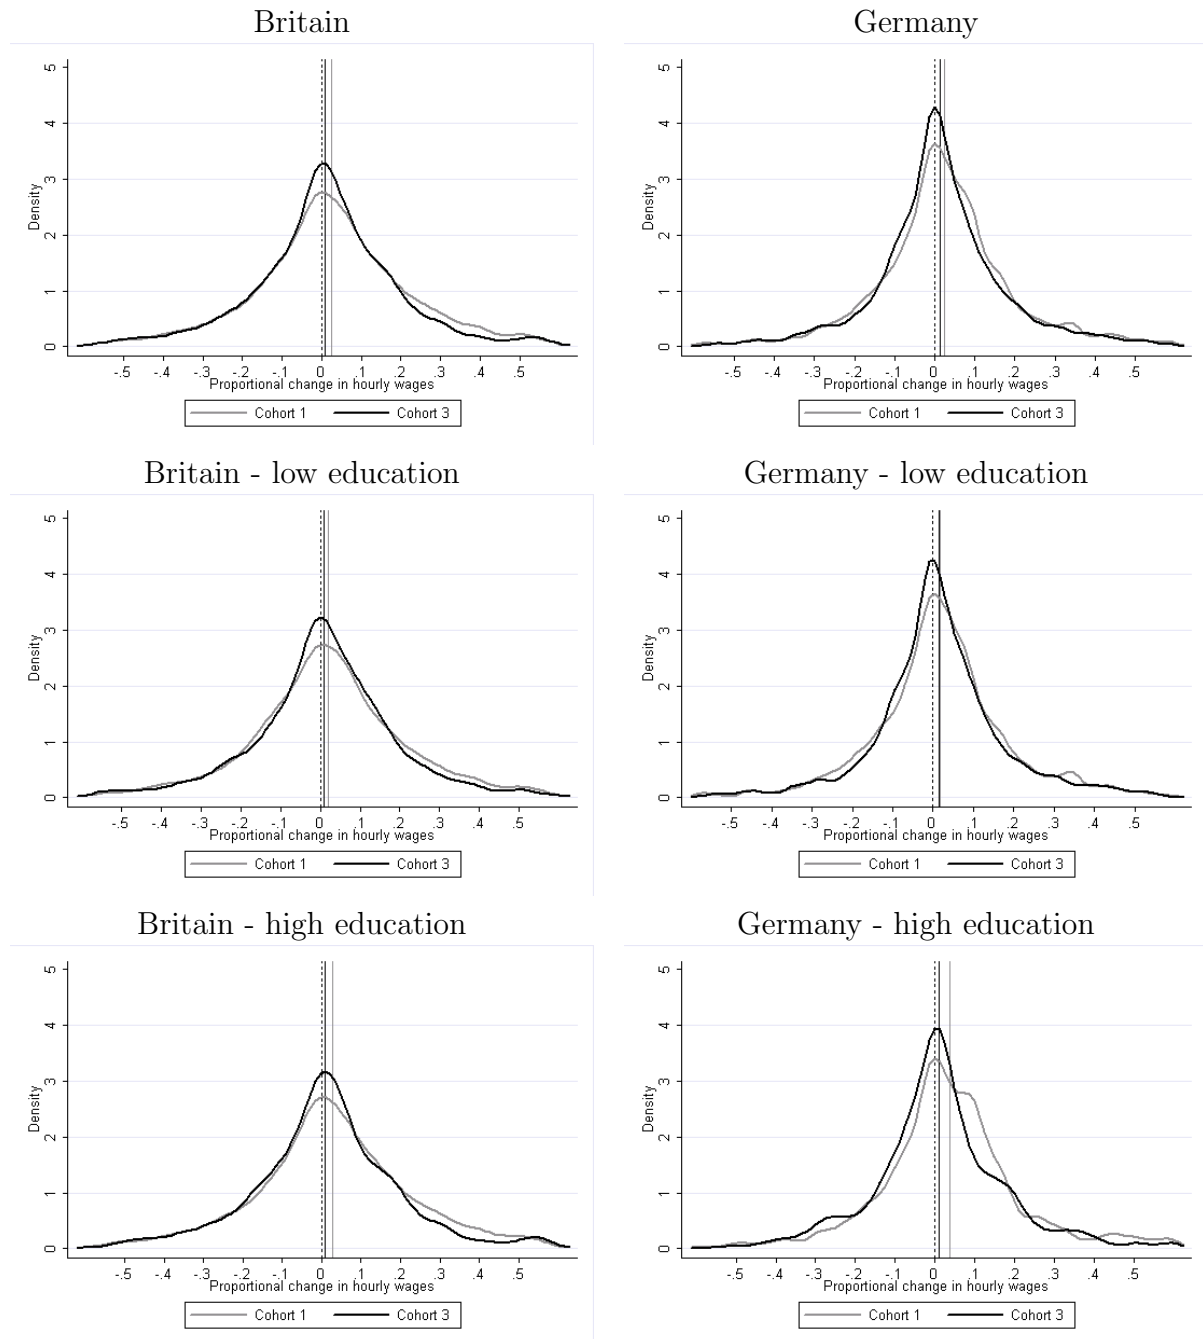 Britain
Germany
5
4
3
2
1
0
Density
-.5 -.4 -.3 -.2 -.1 0 .1 .2 .3 .4 .5
Proportional change in hourly wages
Cohort 1 Cohort 3
5
4
3
2
1
0
Density
-.5 -.4 -.3 -.2 -.1 0 .1 .2 .3 .4 .5
Proportional change in hourly wages
Cohort 1 Cohort 3
Britain - low education
Germany - low education
5
4
3
2
1
0
Density
-.5 -.4 -.3 -.2 -.1 0 .1 .2 .3 .4 .5
Proportional change in hourly wages
Cohort 1 Cohort 3
5
4
3
2
1
0
Density
-.5 -.4 -.3 -.2 -.1 0 .1 .2 .3 .4 .5
Proportional change in hourly wages
Cohort 1 Cohort 3
Britain - high education
Germany - high education
5
4
3
2
1
0
Density
-.5 -.4 -.3 -.2 -.1 0 .1 .2 .3 .4 .5
Proportional change in hourly wages
Cohort 1 Cohort 3
5
4
3
2
1
0
Density
-.5 -.4 -.3 -.2 -.1 0 .1 .2 .3 .4 .5
Proportional change in hourly wages
Cohort 1 Cohort 3